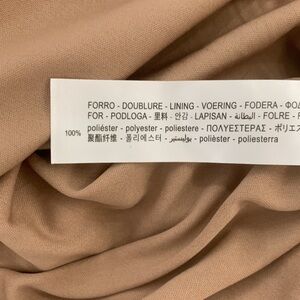 FORRO - DOUBLURE - LINING - VOERING - FODERA -
FOR - PODLOGA - 里料 - 안감 - LAPISAN - البطانة - FOLRE -
100% poliéster - polyester - poliestere - ΠΟΛΥΕΣΤΕΡΑΣ -
聚酯纤维 - 폴리에스터 - بوليستير - polièster - poliesterra